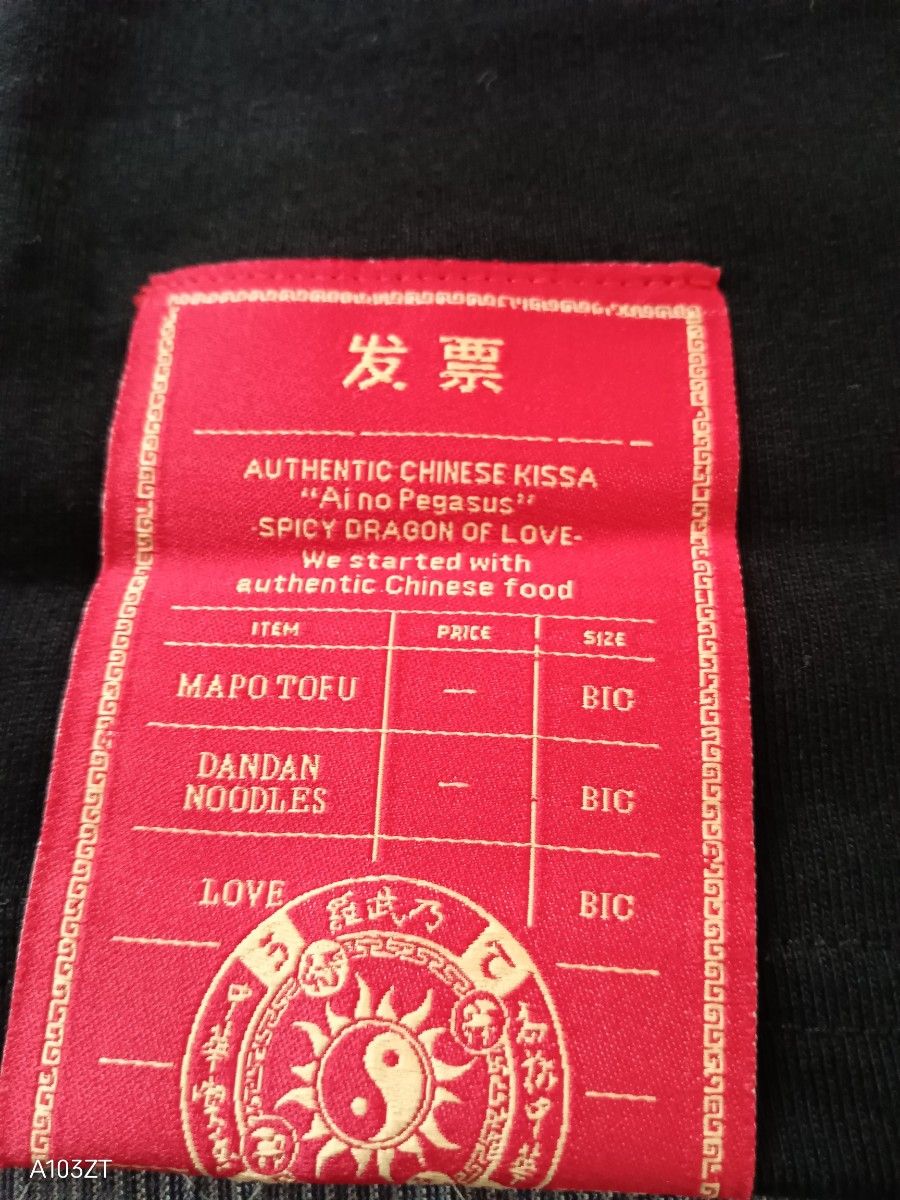 发票
AUTHENTIC CHINESE KISSA
“Ai no Pegasus”
-SPICY DRAGON OF LOVE-
We started with
authentic Chinese food
ITEM PRICE SIZE
MAPO TOFU — BIG
DANDAN
NOODLES — BIG
LOVE BIG
A103ZT